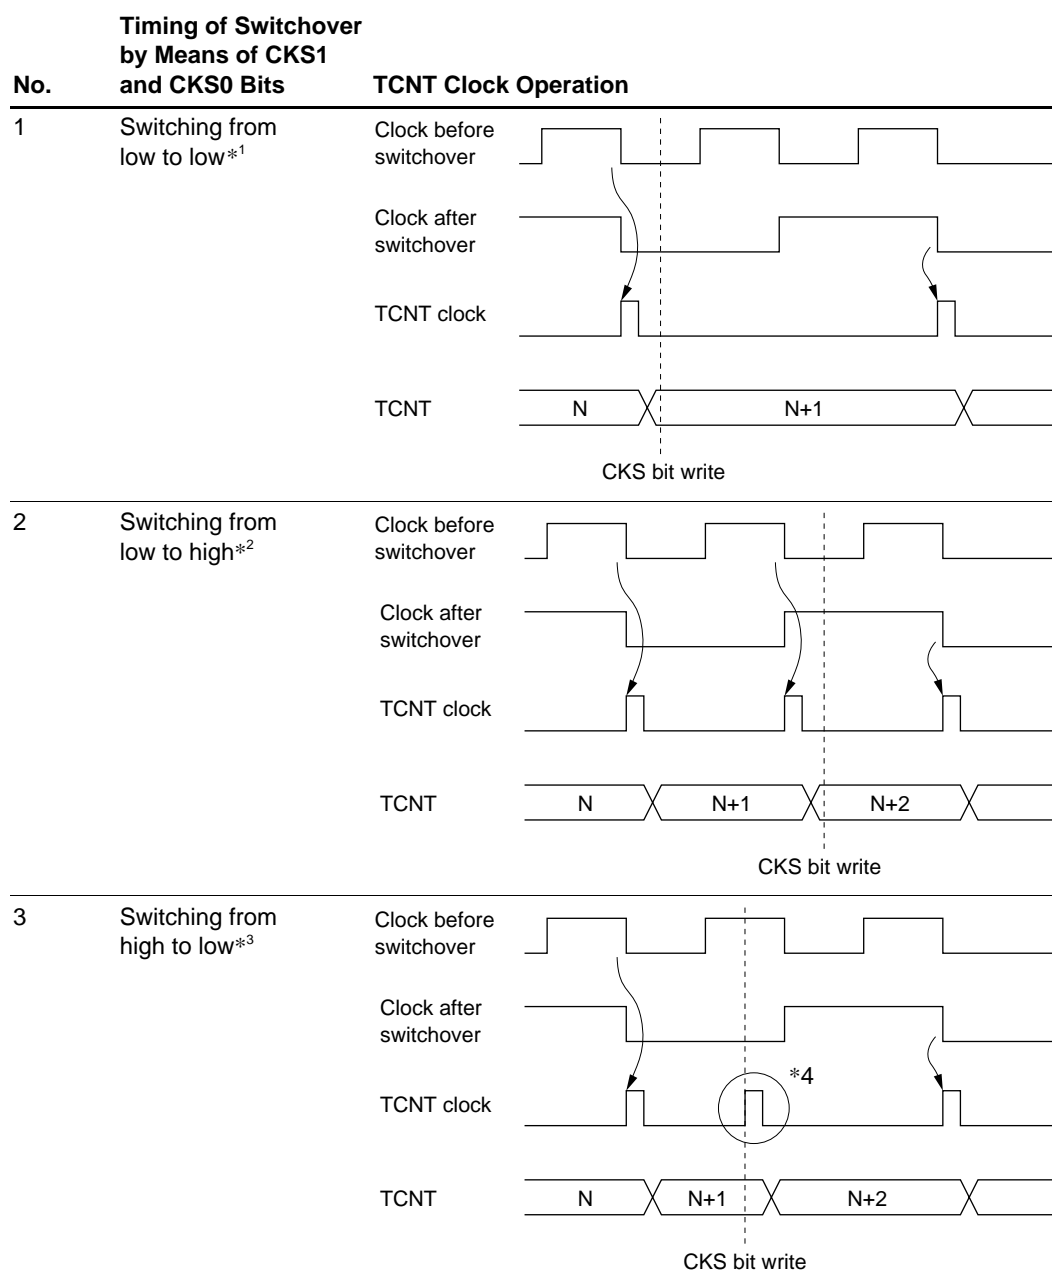 Timing of Switchover
by Means of CKS1
No. and CKS0 Bits TCNT Clock Operation
1 Switching from
low to low*1
Clock before
switchover
Clock after
switchover
TCNT clock
TCNT N N+1
CKS bit write
2 Switching from
low to high*2
Clock before
switchover
Clock after
switchover
TCNT clock
TCNT N N+1 N+2
CKS bit write
3 Switching from
high to low*3
Clock before
switchover
Clock after
switchover
*4
TCNT clock
TCNT N N+1 N+2
CKS bit write